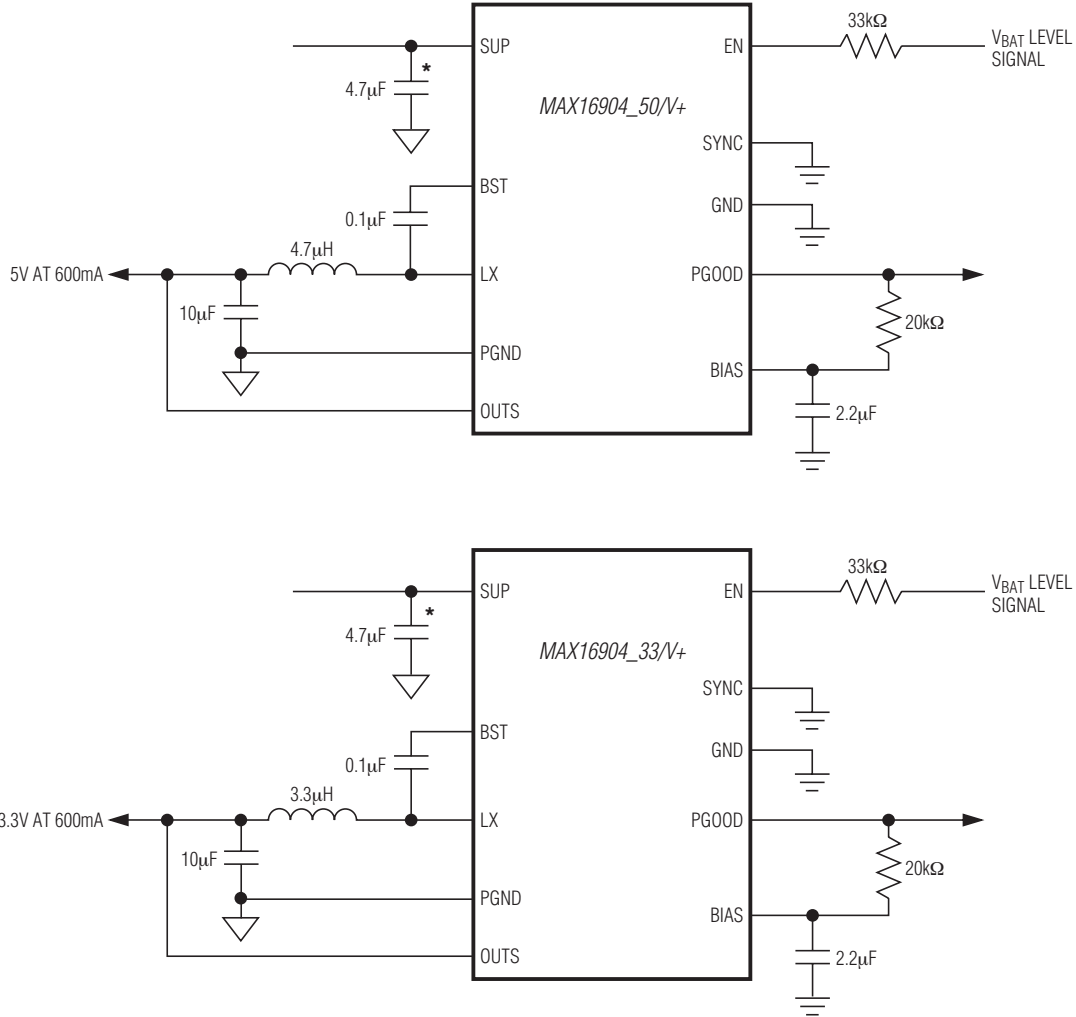 33kΩ
SUP
EN
VBAT LEVEL
SIGNAL
*
4.7µF
MAX16904_50/V+
SYNC
BST
GND
0.1µF
4.7µH
5V AT 600mA
LX
PGOOD
10µF
20kΩ
PGND
BIAS
OUTS
2.2µF
33kΩ
SUP
EN
VBAT LEVEL
SIGNAL
*
4.7µF
MAX16904_33/V+
SYNC
BST
GND
0.1µF
3.3µH
3.3V AT 600mA
LX
PGOOD
10µF
20kΩ
PGND
BIAS
OUTS
2.2µF